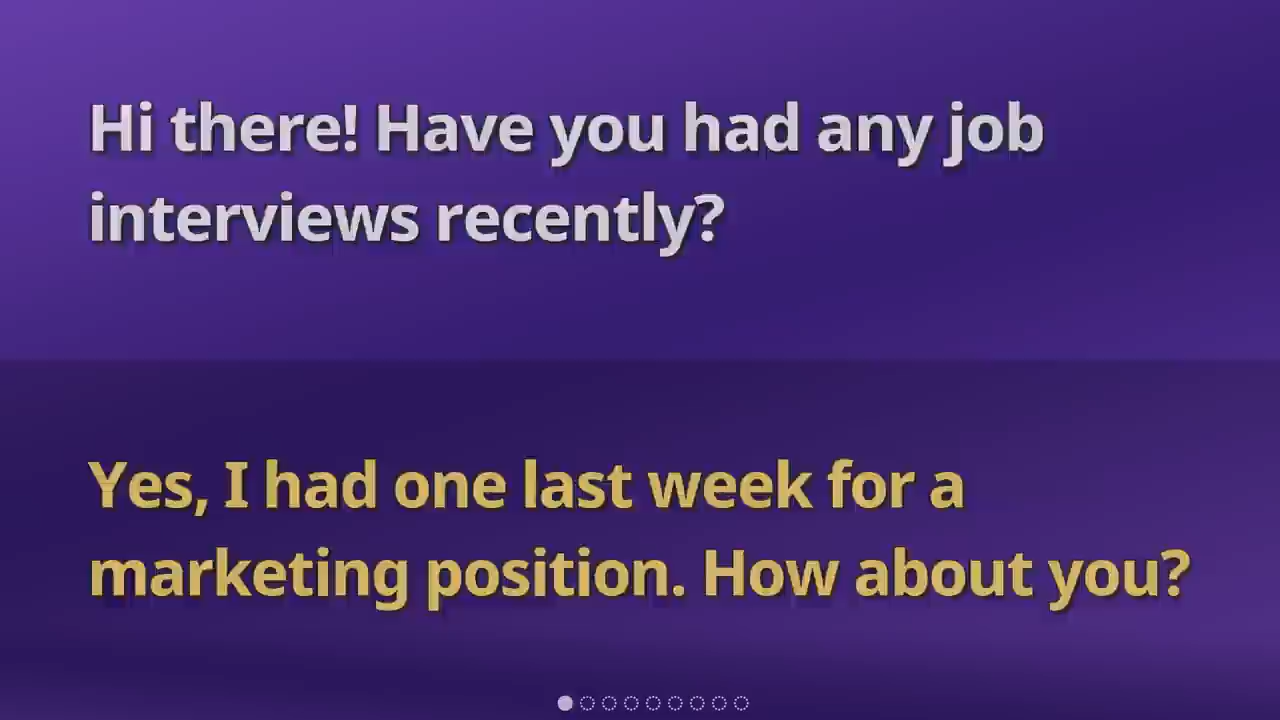 Hi there! Have you had any job
interviews recently?
Yes, I had one last week for a
marketing position. How about you?